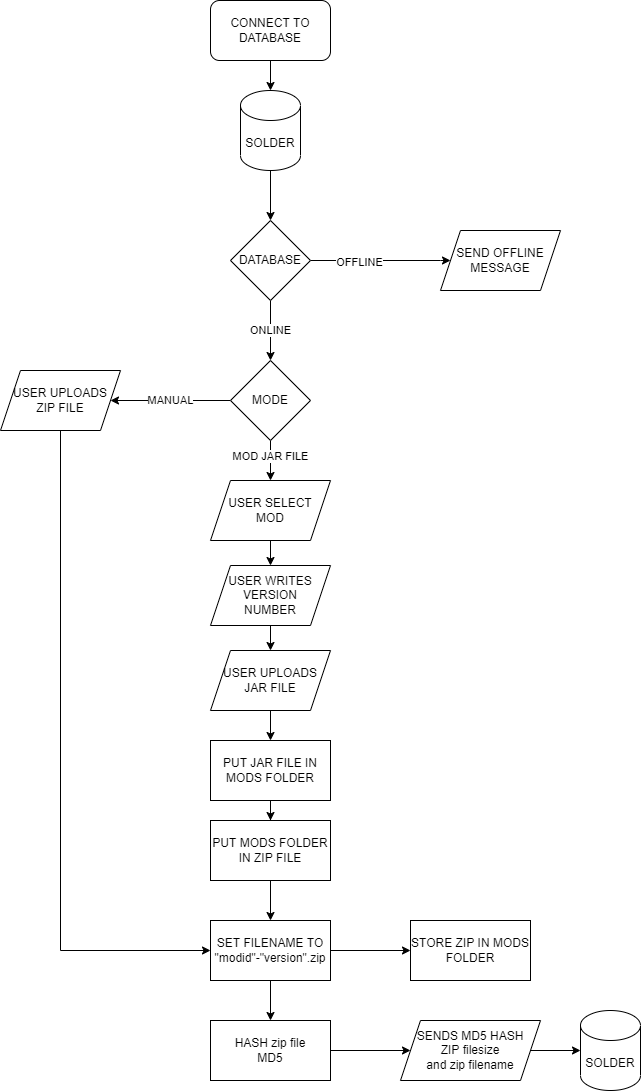 CONNECT TO
DATABASE
SOLDER
DATABASE
OFFLINE
SEND OFFLINE
MESSAGE
ONLINE
USER UPLOADS
ZIP FILE
MANUAL
MODE
MOD JAR FILE
USER SELECT
MOD
USER WRITES
VERSION
NUMBER
USER UPLOADS
JAR FILE
PUT JAR FILE IN
MODS FOLDER
PUT MODS FOLDER
IN ZIP FILE
SET FILENAME TO
"modid"-"version".zip
STORE ZIP IN MODS
FOLDER
HASH zip file
MD5
SENDS MD5 HASH
ZIP filesize
and zip filename
SOLDER